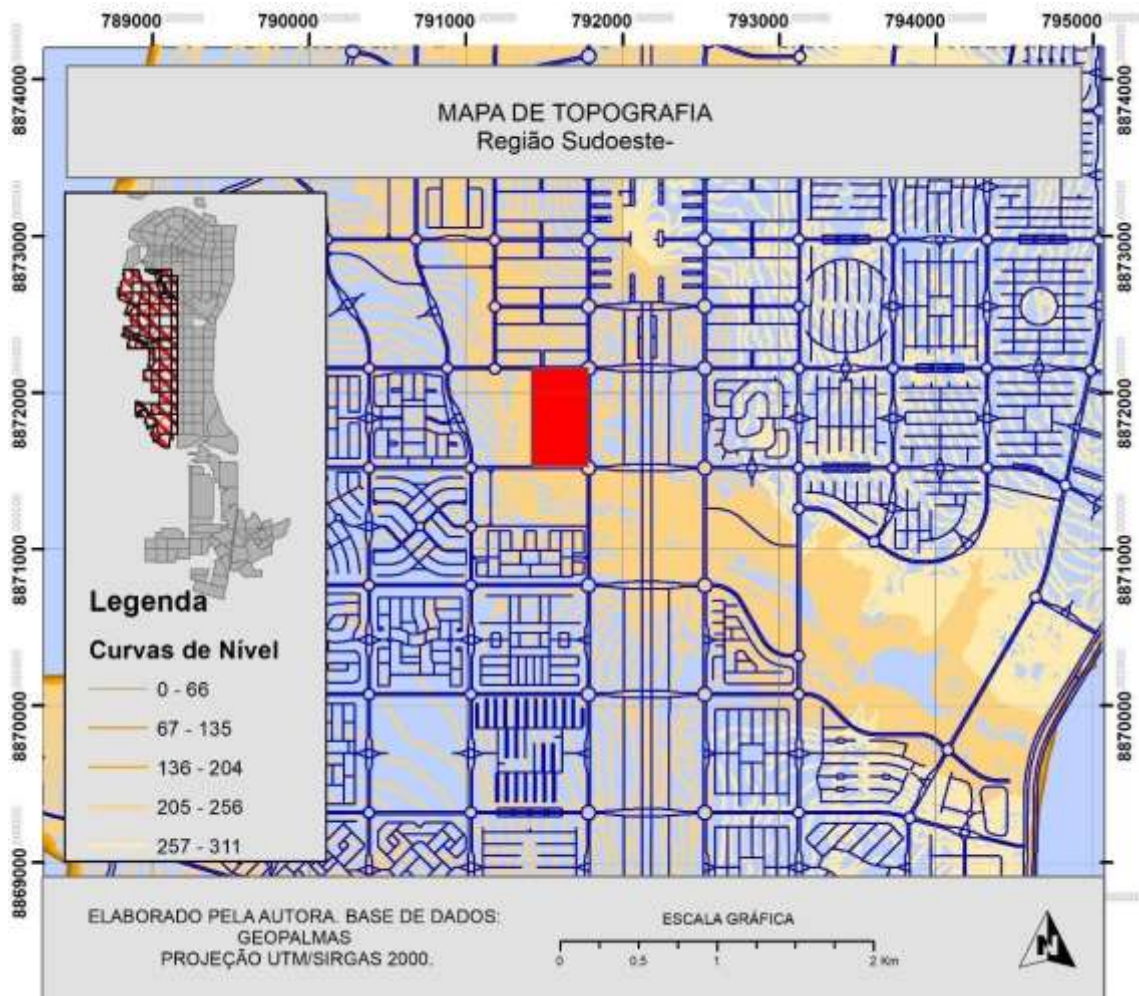 789000 790000 791000 792000 793000 794000 795000
8874000
8873000
8872000
8871000
8870000
8869000
8874000
8873000
8872000
8871000
8870000
MAPA DE TOPOGRAFIA
Região Sudoeste-
Legenda
Curvas de Nível
0 - 66
67 - 135
136 - 204
205 - 256
257 - 311
ELABORADO PELA AUTORA. BASE DE DADOS:
GEOPALMAS
PROJEÇÃO UTM/SIRGAS 2000.
ESCALA GRÁFICA
0 0.5 1 2 Km
N